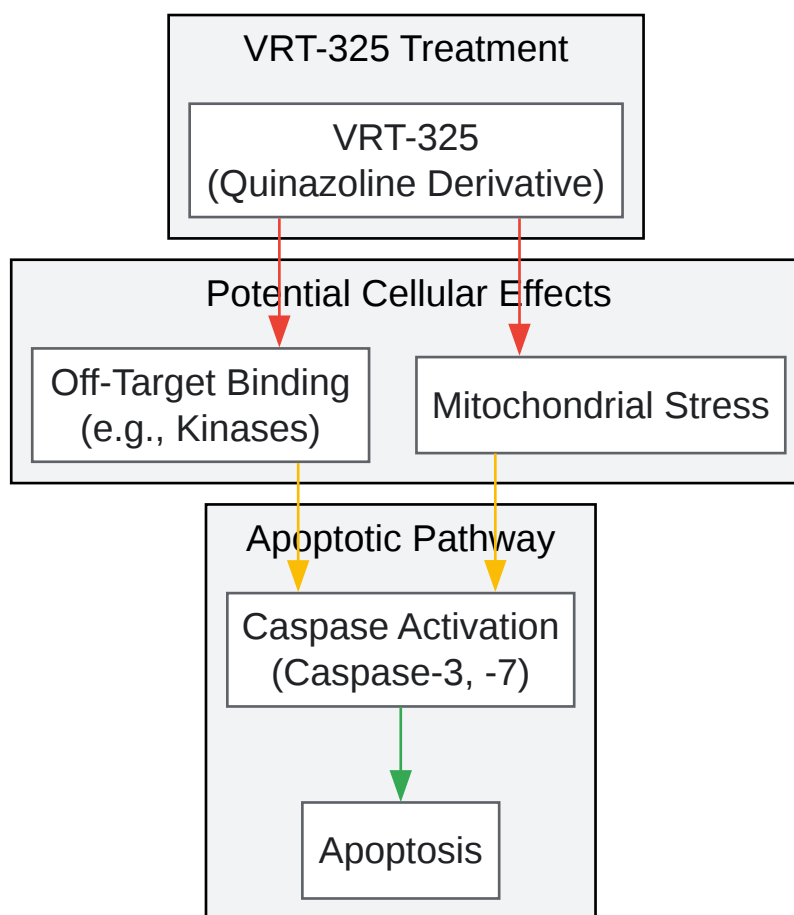 VRT-325 Treatment
VRT-325
(Quinazoline Derivative)
Potential Cellular Effects
Off-Target Binding
(e.g., Kinases)
Mitochondrial Stress
Apoptotic Pathway
Caspase Activation
(Caspase-3, -7)
Apoptosis